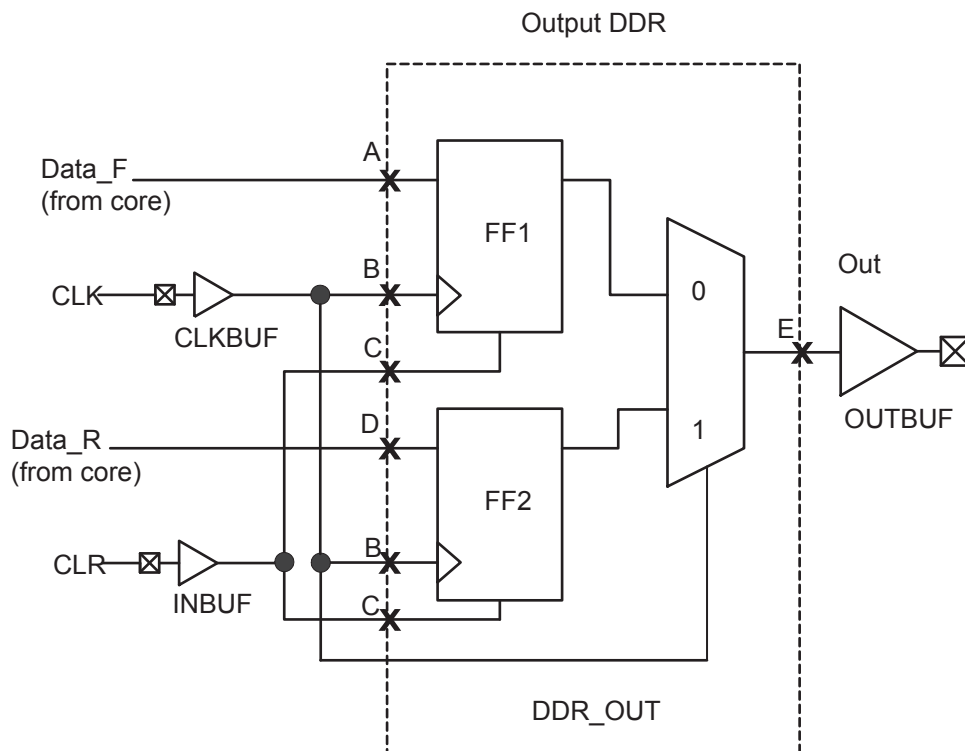 Output DDR
A
Data_F
(from core)
FF1
B
CLK
CLKBUF
0
Out
E
C
OUTBUF
D
Data_R
(from core)
1
FF2
B
CLR
INBUF
C
DDR_OUT